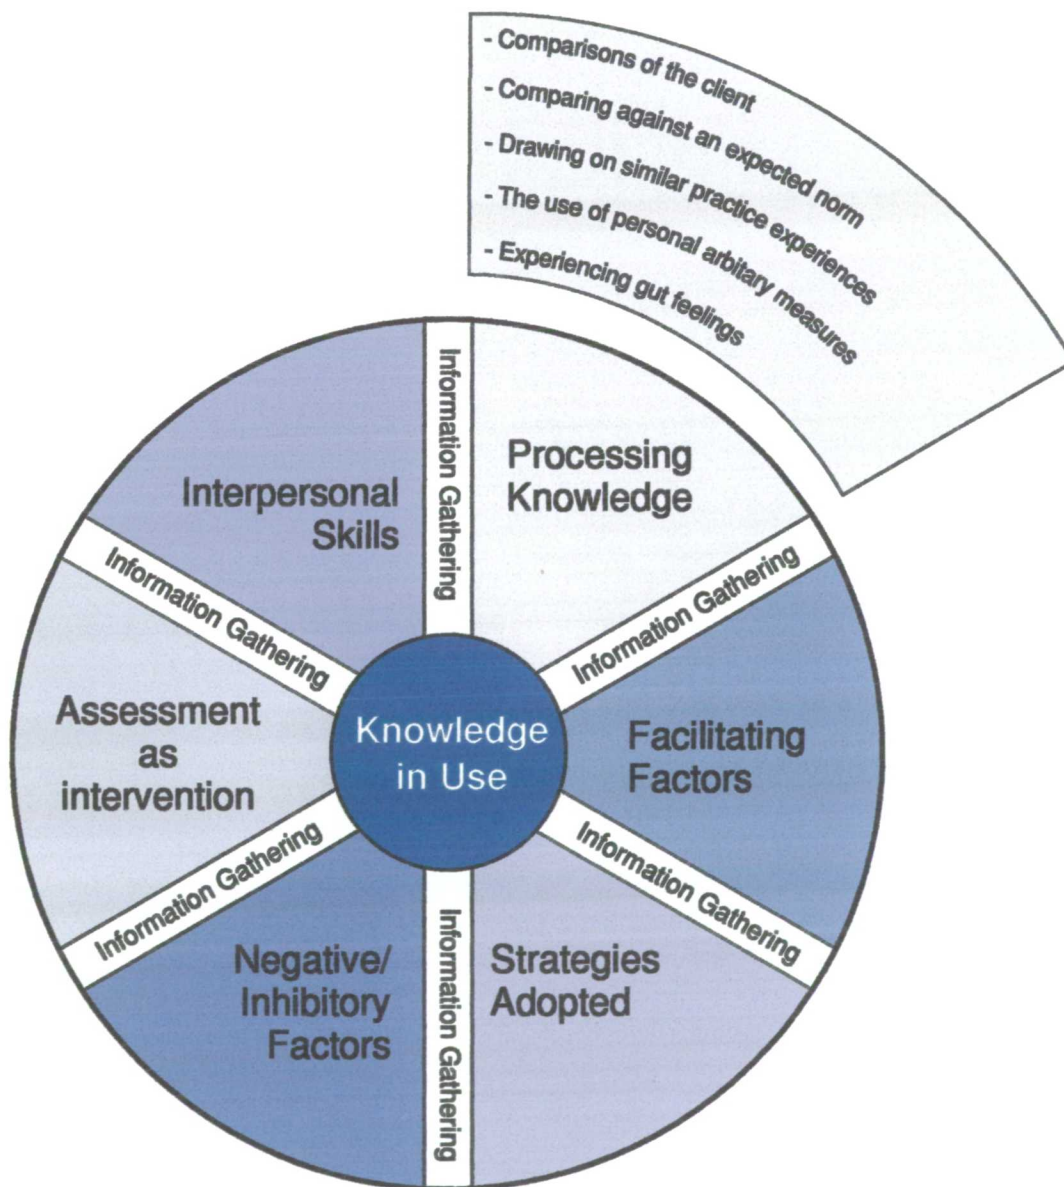 - Comparisons of the client
- Comparing against an expected norm
- Drawing on similar practice experiences
- The use of personal arbitary measures
- Experiencing gut feelings
Information Gathering
Processing
Knowledge
Information Gathering
Facilitating
Factors
Information Gathering
Strategies
Adopted
Information Gathering
Negative/
Inhibitory
Factors
Information Gathering
Assessment
as
intervention
Information Gathering
Interpersonal
Skills
Knowledge
in Use